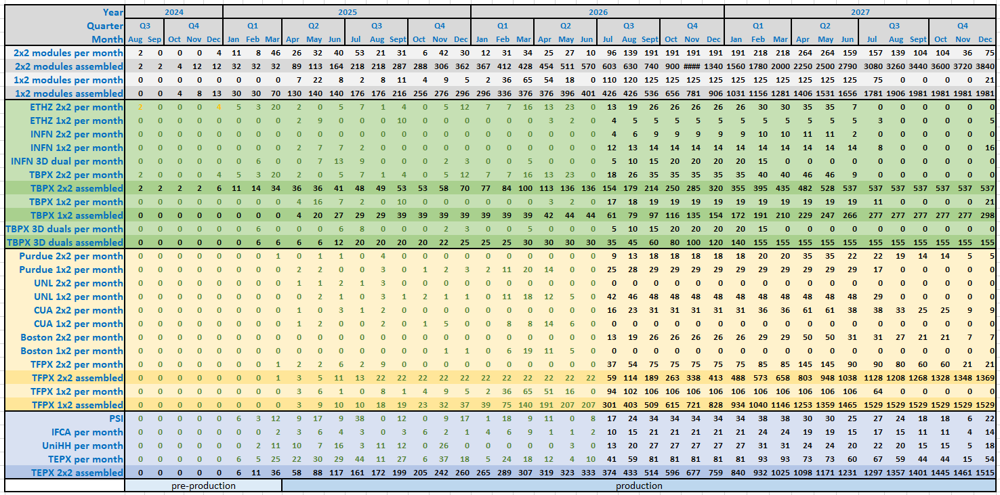 Year 2024 2025 2026 2027
Quarter Q3 Q4 Q1 Q2 Q3 Q4 Q1 Q2 Q3 Q4 Q1 Q2 Q3 Q4
Month Aug Sep Oct Nov Dec Jan Feb Mar Apr May Jun Jul Aug Sept Oct Nov Dec Jan Feb Mar Apr May Jun Jul Aug Sept Oct Nov Dec Jan Feb Mar Apr May Jun Jul Aug Sept Oct Nov Dec
2x2 modules per month 2 0 0 0 4 11 8 46 26 32 40 53 21 31 6 42 30 12 31 34 25 27 10 96 139 191 191 191 191 191 218 218 264 264 159 157 139 104 104 36 75
2x2 modules assembled 2 2 4 12 12 32 32 32 89 113 164 218 218 287 288 306 362 367 412 428 454 511 570 603 630 740 900 #### 1340 1560 1780 2000 2250 2500 2790 3080 3260 3440 3600 3720 3840
1x2 modules per month 0 0 0 0 0 0 0 0 7 22 8 2 8 11 4 9 5 2 36 65 54 18 0 110 120 125 125 125 125 125 125 125 125 125 125 75 0 0 0 0 21
1x2 modules assembled 0 0 4 8 13 30 30 70 130 140 140 176 176 216 256 276 296 296 336 376 376 396 401 426 426 536 656 781 906 1031 1156 1281 1406 1531 1656 1781 1906 1981 1981 1981 1981
ETHZ 2x2 per month 2 0 0 0 4 5 3 20 2 0 5 7 1 4 0 5 12 7 7 16 13 23 0 13 19 26 26 26 26 26 30 30 35 35 7 0 0 0 0 0 0
ETHZ 1x2 per month 0 0 0 0 0 0 0 0 2 9 0 0 0 10 0 0 0 0 0 0 3 2 0 4 5 5 5 5 5 5 5 5 5 5 5 3 0 0 0 0 5
INFN 2x2 per month 0 0 0 0 0 0 0 0 0 0 0 0 0 0 0 0 0 0 0 0 0 0 0 4 6 9 9 9 9 9 10 10 11 11 2 0 0 0 0 0 0
INFN 1x2 per month 0 0 0 0 0 0 0 0 2 7 7 2 0 0 0 0 0 0 0 0 0 0 0 12 13 14 14 14 14 14 14 14 14 14 14 8 0 0 0 0 16
INFN 3D dual per month 0 0 0 0 0 0 6 0 0 7 13 9 0 0 0 2 3 0 0 5 0 0 0 5 10 15 20 20 20 20 15 0 0 0 0 0 0 0 0 0 0
TBPX 2x2 per month 2 0 0 0 4 5 3 20 2 0 5 7 1 4 0 5 12 7 7 16 13 23 0 18 26 35 35 35 35 35 40 40 46 46 9 0 0 0 0 0 0
TBPX 2x2 assembled 2 2 2 2 6 11 14 34 36 36 41 48 49 53 53 58 70 77 84 100 113 136 136 154 179 214 250 285 320 355 395 435 482 528 537 537 537 537 537 537 537
TBPX 1x2 per month 0 0 0 0 0 0 0 0 4 16 7 2 0 10 0 0 0 0 0 0 3 2 0 17 18 19 19 19 19 19 19 19 19 19 19 11 0 0 0 0 21
TBPX 1x2 assembled 0 0 0 0 0 0 0 0 4 20 27 29 29 39 39 39 39 39 39 39 42 44 44 61 79 97 116 135 154 172 191 210 229 247 266 277 277 277 277 277 298
TBPX 3D duals per month 0 0 0 0 0 0 6 0 0 0 6 8 0 0 0 2 3 0 0 5 0 0 0 5 10 15 20 20 20 20 15 0 0 0 0 0 0 0 0 0 0
TBPX 3D duals assembled 0 0 0 0 0 0 6 6 6 6 12 20 20 20 20 22 25 25 25 30 30 30 30 35 45 60 80 100 120 140 155 155 155 155 155 155 155 155 155 155 155
Purdue 2x2 per month 0 0 0 0 0 0 0 1 0 1 1 0 4 0 0 0 0 0 0 0 0 0 0 9 13 18 18 18 18 18 20 20 35 35 22 22 19 14 14 5 5
Purdue 1x2 per month 0 0 0 0 0 0 0 0 2 2 0 0 3 0 1 2 3 2 11 20 14 0 0 25 28 29 29 29 29 29 29 29 29 29 29 17 0 0 0 0 0
UNL 2x2 per month 0 0 0 0 0 0 0 0 1 1 2 1 3 0 0 0 0 0 0 0 0 0 0 0 0 0 0 0 0 0 0 0 0 0 0 0 0 0 0 0 0
UNL 1x2 per month 0 0 0 0 0 0 0 0 0 2 1 0 3 1 2 1 1 0 11 18 12 5 0 42 46 48 48 48 48 48 48 48 48 48 48 29 0 0 0 0 0
CUA 2x2 per month 0 0 0 0 0 0 0 0 1 0 3 1 2 0 0 0 0 0 0 0 0 0 0 16 23 31 31 31 31 31 36 36 61 61 38 38 33 25 25 9 9
CUA 1x2 per month 0 0 0 0 0 0 0 0 1 2 0 0 2 0 1 5 0 0 8 8 14 6 0 0 0 0 0 0 0 0 0 0 0 0 0 0 0 0 0 0 0
Boston 2x2 per month 0 0 0 0 0 0 0 0 0 0 0 0 0 0 0 0 0 0 0 0 0 0 0 13 19 26 26 26 26 26 29 29 50 50 31 31 27 21 21 7 7
Boston 1x2 per month 0 0 0 0 0 0 0 0 0 0 0 0 0 0 0 1 1 0 6 19 11 5 0 0 0 0 0 0 0 0 0 0 0 0 0 0 0 0 0 0 0
TFPX 2x2 per month 0 0 0 0 0 0 0 1 2 2 6 2 9 0 0 0 0 0 0 0 0 0 0 37 54 75 75 75 75 75 85 85 145 145 90 90 80 60 60 21 21
TFPX 2x2 assembled 0 0 0 0 0 0 0 1 3 5 11 13 22 22 22 22 22 22 22 22 22 22 22 59 114 189 263 338 413 488 573 658 803 948 1038 1128 1208 1268 1328 1348 1369
TFPX 1x2 per month 0 0 0 0 0 0 0 0 3 6 1 0 8 1 4 9 5 2 36 65 51 16 0 94 102 106 106 106 106 106 106 106 106 106 106 64 0 0 0 0 0
TFPX 1x2 assembled 0 0 0 0 0 0 0 0 3 9 10 10 18 19 23 32 37 39 75 140 191 207 207 301 403 509 615 721 828 934 1040 1146 1253 1359 1465 1529 1529 1529 1529 1529 1529
PSI 0 0 0 0 0 6 3 12 9 17 9 38 0 12 0 9 17 1 18 9 11 0 8 17 24 34 34 34 34 34 38 38 30 30 25 27 24 18 18 6 22
IFCA per month 0 0 0 0 0 0 0 2 3 6 4 3 0 3 6 2 1 4 6 9 1 1 2 10 15 21 21 21 21 21 24 24 19 19 15 17 15 11 11 4 14
UniHH per month 0 0 0 0 0 0 2 11 10 7 16 3 11 12 0 26 0 0 0 0 0 3 0 13 20 27 27 27 27 27 31 31 24 24 20 22 20 15 15 5 18
TEPX per month 0 0 0 0 0 6 5 25 22 30 29 44 11 27 6 37 18 5 24 18 12 4 10 41 59 81 81 81 81 81 93 93 73 73 60 67 59 44 44 15 54
TEPX 2x2 assembled 0 0 0 0 0 6 11 36 58 88 117 161 172 199 205 242 260 265 289 307 319 323 333 374 433 514 596 677 759 840 932 1025 1098 1171 1231 1297 1357 1401 1445 1461 1515
pre-production production